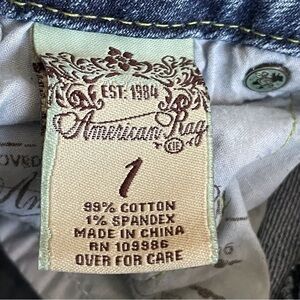 EST. 1984
American Rag
CIE
1
99% COTTON
1% SPANDEX
MADE IN CHINA
RN 109986
OVER FOR CARE